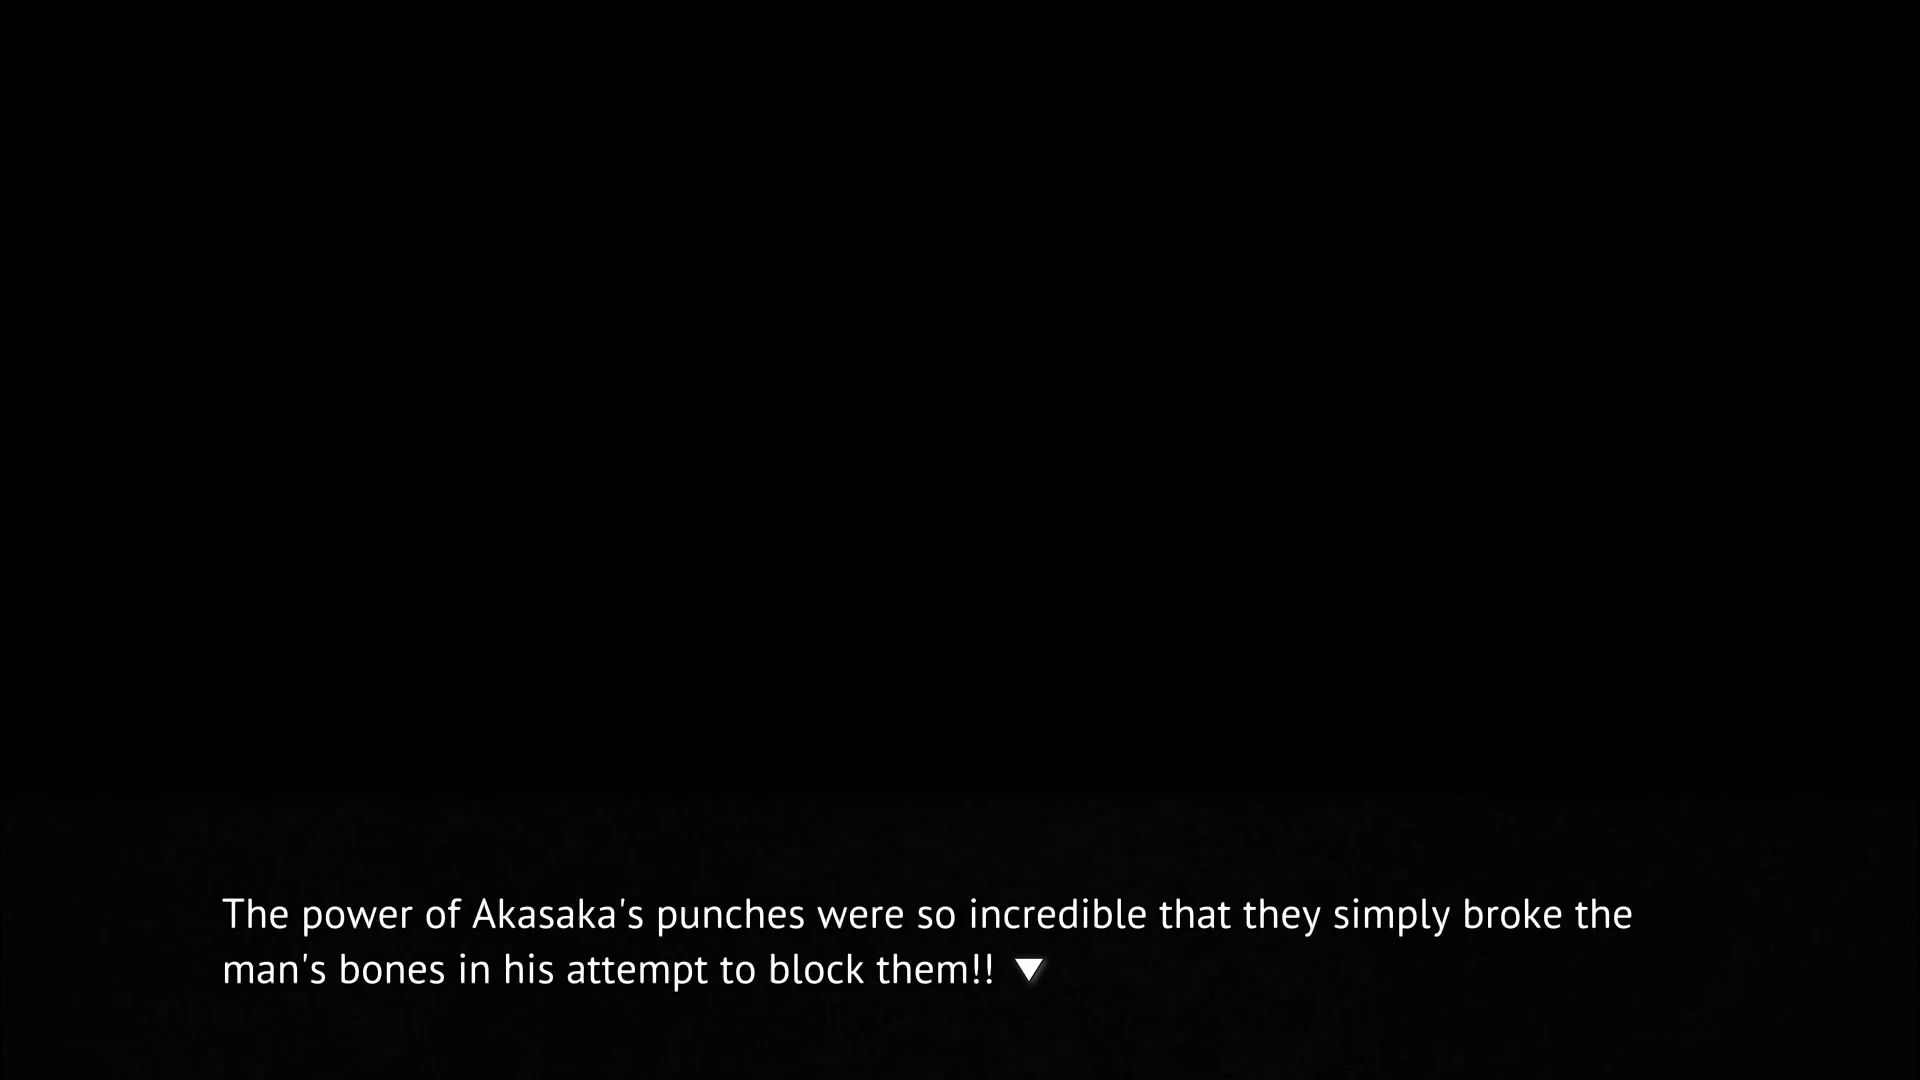 The power of Akasaka's punches were so incredible that they simply broke the
man's bones in his attempt to block them!!